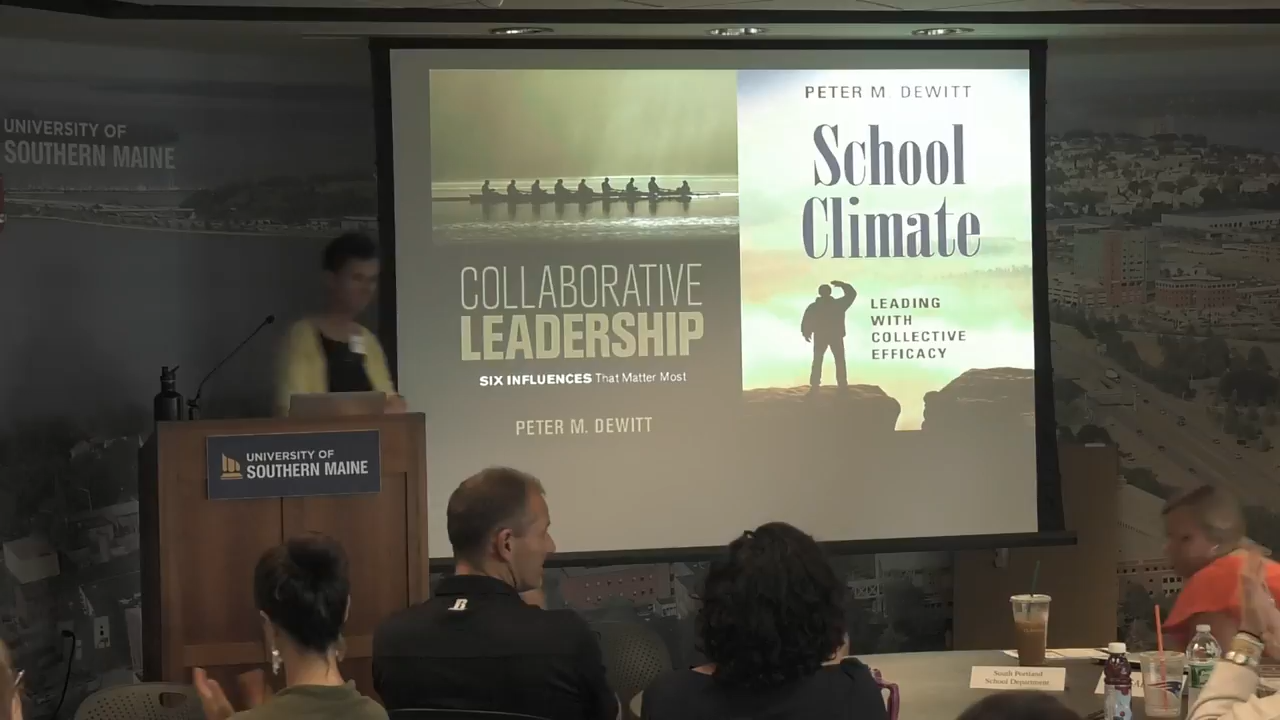 UNIVERSITY OF
SOUTHERN MAINE
COLLABORATIVE
LEADERSHIP
SIX INFLUENCES That Matter Most
PETER M. DEWITT
PETER M. DEWITT
School
Climate
LEADING
WITH
COLLECTIVE
EFFICACY
UNIVERSITY OF
SOUTHERN MAINE
South Portland
School Department